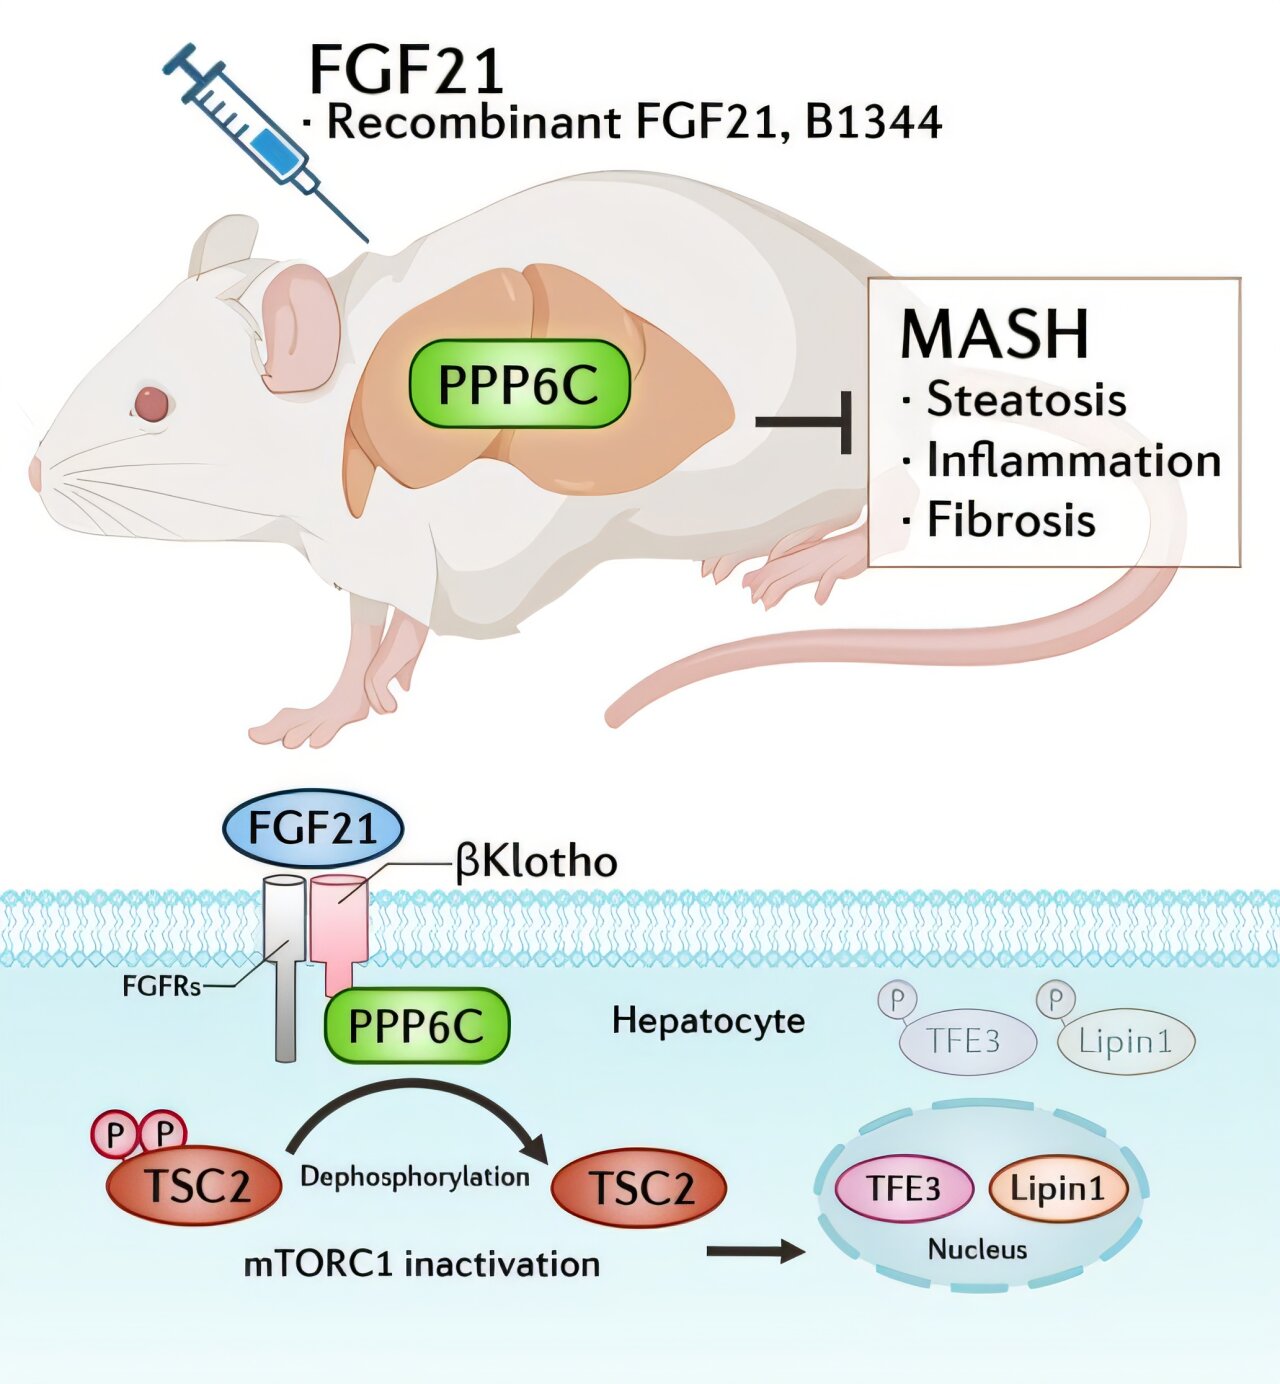 FGF21
· Recombinant FGF21, B1344
PPP6C
MASH
· Steatosis
· Inflammation
· Fibrosis
FGF21
βKlotho
FGFRs
PPP6C
Hepatocyte
P
TFE3
P
Lipin1
P P
TSC2
Dephosphorylation
TSC2
TFE3
Lipin1
Nucleus
mTORC1 inactivation